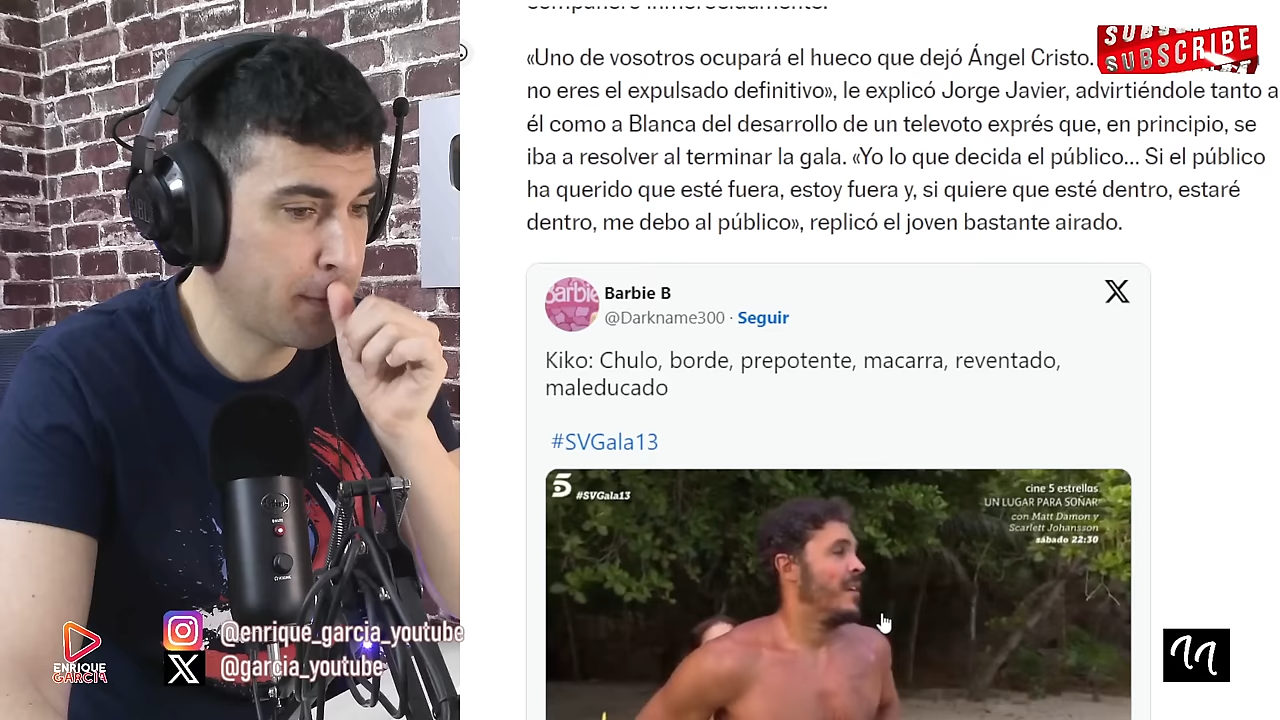 compañero inmerecidamente.
«Uno de vosotros ocupará el hueco que dejó Ángel Cristo.
no eres el expulsado definitivo», le explicó Jorge Javier, advirtiéndole tanto a
él como a Blanca del desarrollo de un televoto exprés que, en principio, se
iba a resolver al terminar la gala. «Yo lo que decida el público... Si el público
ha querido que esté fuera, estoy fuera y, si quiere que esté dentro, estaré
dentro, me debo al público», replicó el joven bastante airado.
SUBSCRIBE
Barbie B
@Darkname300 · Seguir
Kiko: Chulo, borde, prepotente, macarra, reventado,
maleducado
#SVGala13
5 #SVGala13
cine 5 estrellas
UN LUGAR PARA SOÑAR
con Matt Damon y
Scarlett Johansson
sábado 22:30
JBL
@enrique_garcia_youtube
@garcia_youtube
ENRIQUE
GARCIA